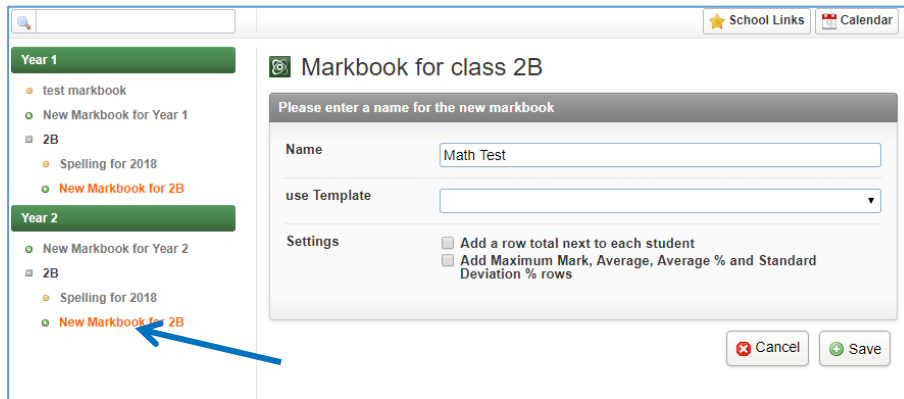 School Links
Calendar
Year 1
test markbook
New Markbook for Year 1
2B
Spelling for 2018
New Markbook for 2B
Year 2
New Markbook for Year 2
2B
Spelling for 2018
New Markbook for 2B
Markbook for class 2B
Please enter a name for the new markbook
Name
Math Test
use Template
Settings
Add a row total next to each student
Add Maximum Mark, Average, Average % and Standard
Deviation % rows
Cancel
Save